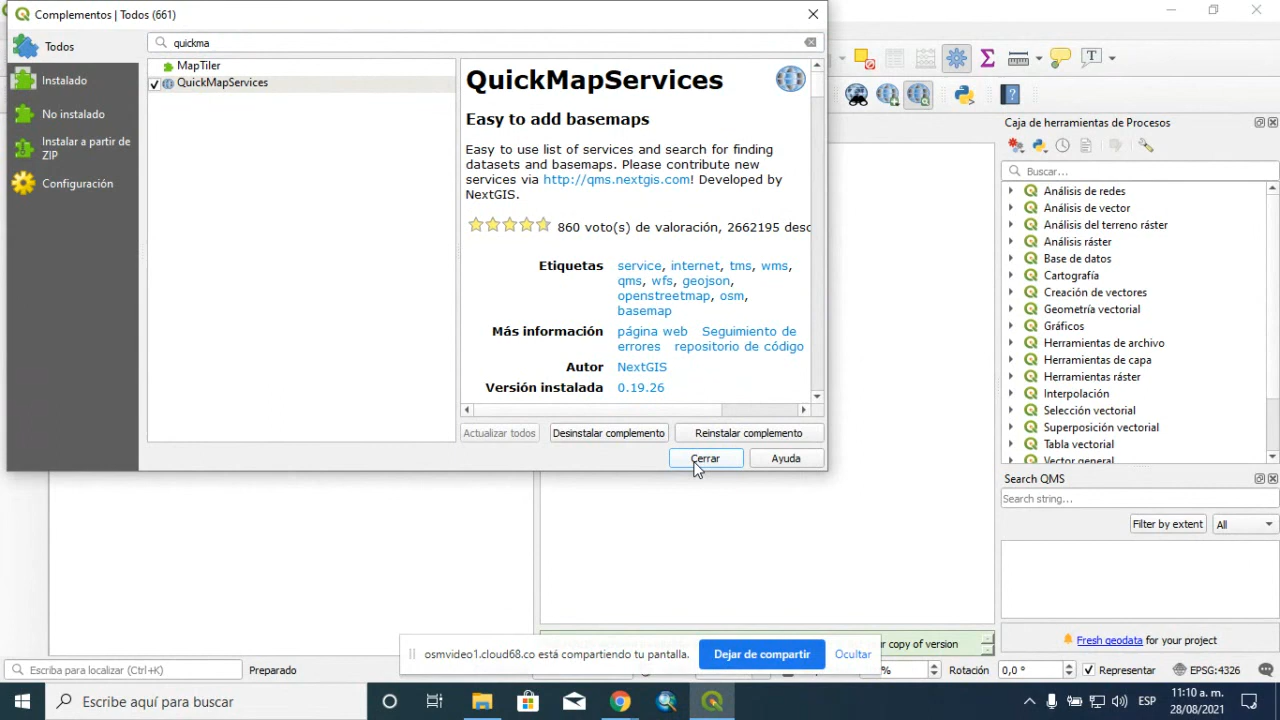 Complementos | Todos (661)
quickma
Todos
Instalado
No instalado
Instalar a partir de
ZIP
Configuración
MapTiler
QuickMapServices
QuickMapServices
Easy to add basemaps
Easy to use list of services and search for finding
datasets and basemaps. Please contribute new
services via http://qms.nextgis.com! Developed by
NextGIS.
860 voto(s) de valoración, 2662195 desc
Etiquetas service, internet, tms, wms,
qms, wfs, geojson,
openstreetmap, osm,
basemap
Más información página web Seguimiento de
errores repositorio de código
Autor NextGIS
Versión instalada 0.19.26
Actualizar todos Desinstalar complemento Reinstalar complemento
Cerrar Ayuda
Caja de herramientas de Procesos
Buscar...
Análisis de redes
Análisis de vector
Análisis del terreno ráster
Análisis ráster
Base de datos
Cartografía
Creación de vectores
Geometría vectorial
Gráficos
Herramientas de archivo
Herramientas de capa
Herramientas ráster
Interpolación
Selección vectorial
Superposición vectorial
Tabla vectorial
Vector general
Search QMS
Search string...
Filter by extent All
Fresh geodata for your project
r copy of version
osmvideo1.cloud68.co está compartiendo tu pantalla. Dejar de compartir Ocultar
Escriba para localizar (Ctrl+K) Preparado % Rotación 0,0 ° Representar EPSG:4326
Escribe aquí para buscar
ESP
11:10 a. m.
28/08/2021